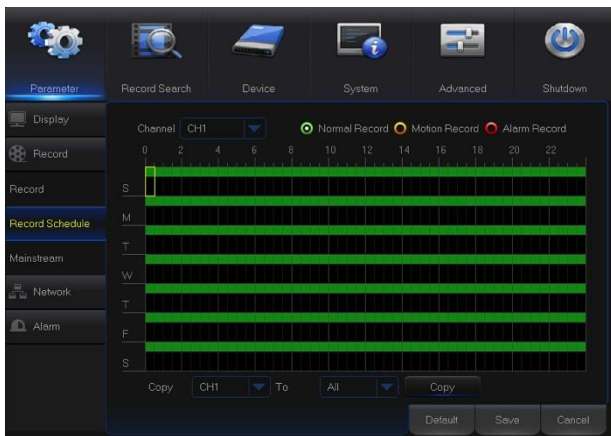 Parameter Record Search Device System Advanced Shutdown
Display
Record
Record
Record Schedule
Mainstream
Network
Alarm
Channel CH1 Normal Record Motion Record Alarm Record
0 2 4 6 8 10 12 14 16 18 20 22
S
M
T
W
T
F
S
Copy CH1 To All Copy
Default Save Cancel